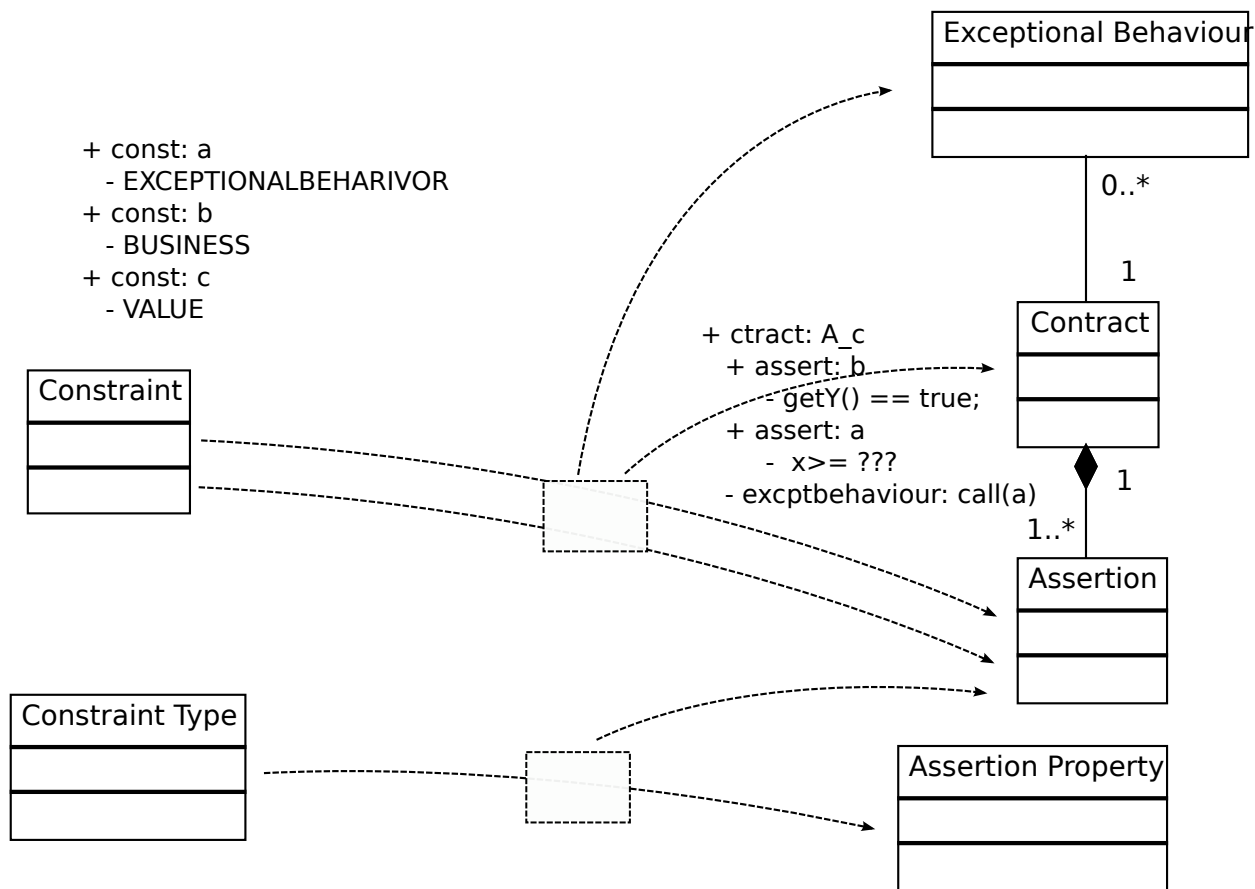 Exceptional Behaviour
+ const: a
- EXCEPTIONALBEHARIVOR
+ const: b
- BUSINESS
+ const: c
- VALUE
0..*
1
Contract
+ ctract: A_c
+ assert: b
- getY() == true;
+ assert: a
- x>= ???
- excptbehaviour: call(a)
Constraint
1
1..*
Assertion
Constraint Type
Assertion Property